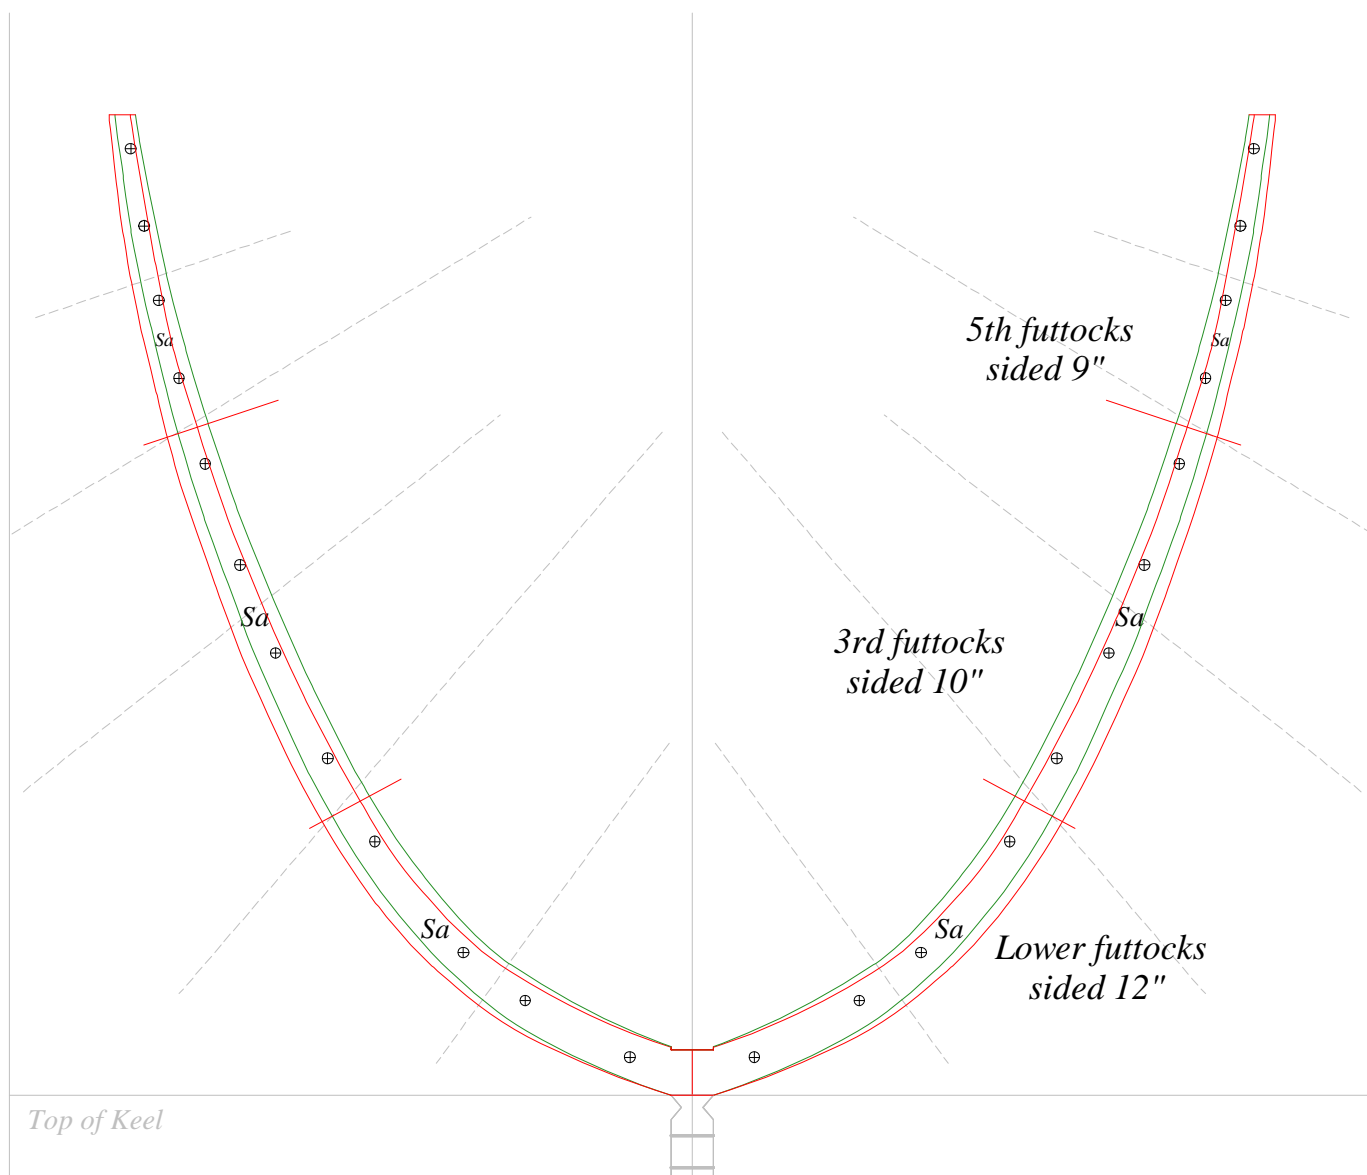 5th futtocks
sided 9"
Sa
Sa
Sa
Sa
3rd futtocks
sided 10"
Sa
Sa
Lower futtocks
sided 12"
Top of Keel